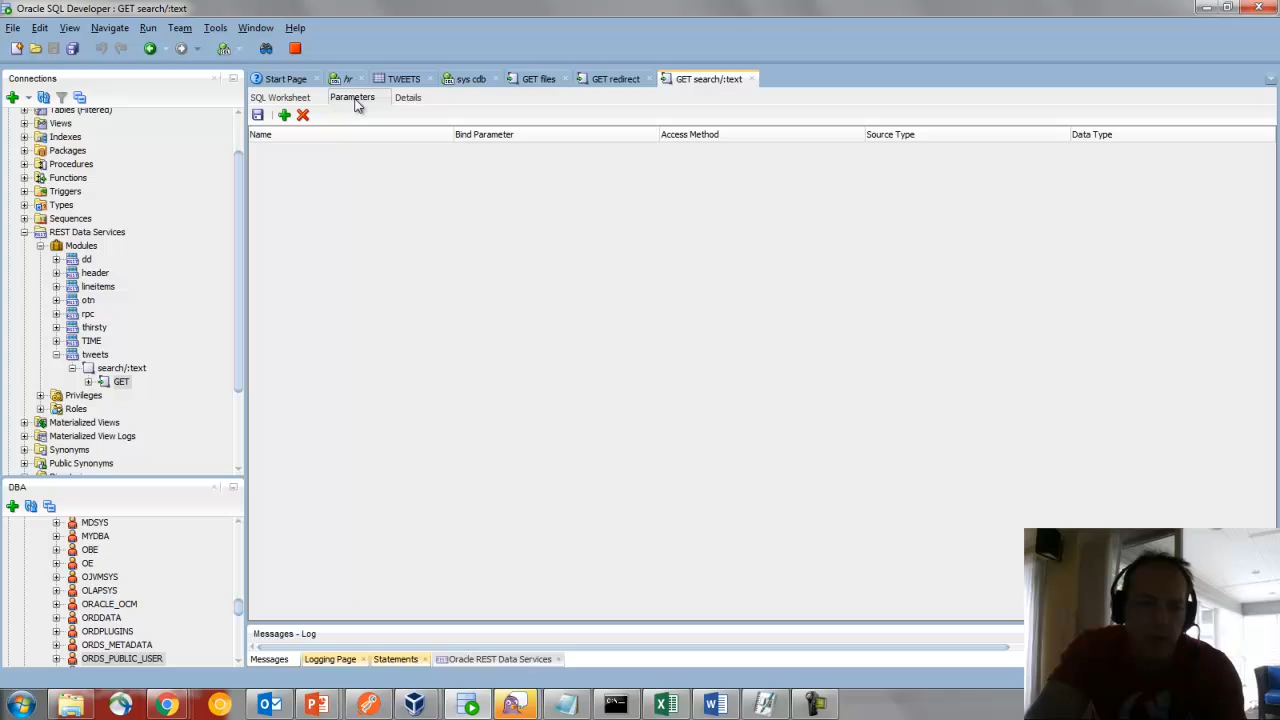 Oracle SQL Developer : GET search/:text
File Edit View Navigate Run Team Tools Window Help
Connections
Tables (Filtered)
Views
Indexes
Packages
Procedures
Functions
Triggers
Types
Sequences
REST Data Services
Modules
dd
header
lineitems
otn
rpc
thirsty
TIME
tweets
search/:text
GET
Privileges
Roles
Materialized Views
Materialized View Logs
Synonyms
Public Synonyms
DBA
MDSYS
MYDBA
OBE
OE
OJVMSYS
OLAPSYS
ORACLE_OCM
ORDDATA
ORDPLUGINS
ORDS_METADATA
ORDS_PUBLIC_USER
Start Page hr TWEETS sys cdb GET files GET redirect GET search/:text
SQL Worksheet Parameters Details
Name Bind Parameter Access Method Source Type Data Type
Messages - Log
Messages Logging Page Statements Oracle REST Data Services